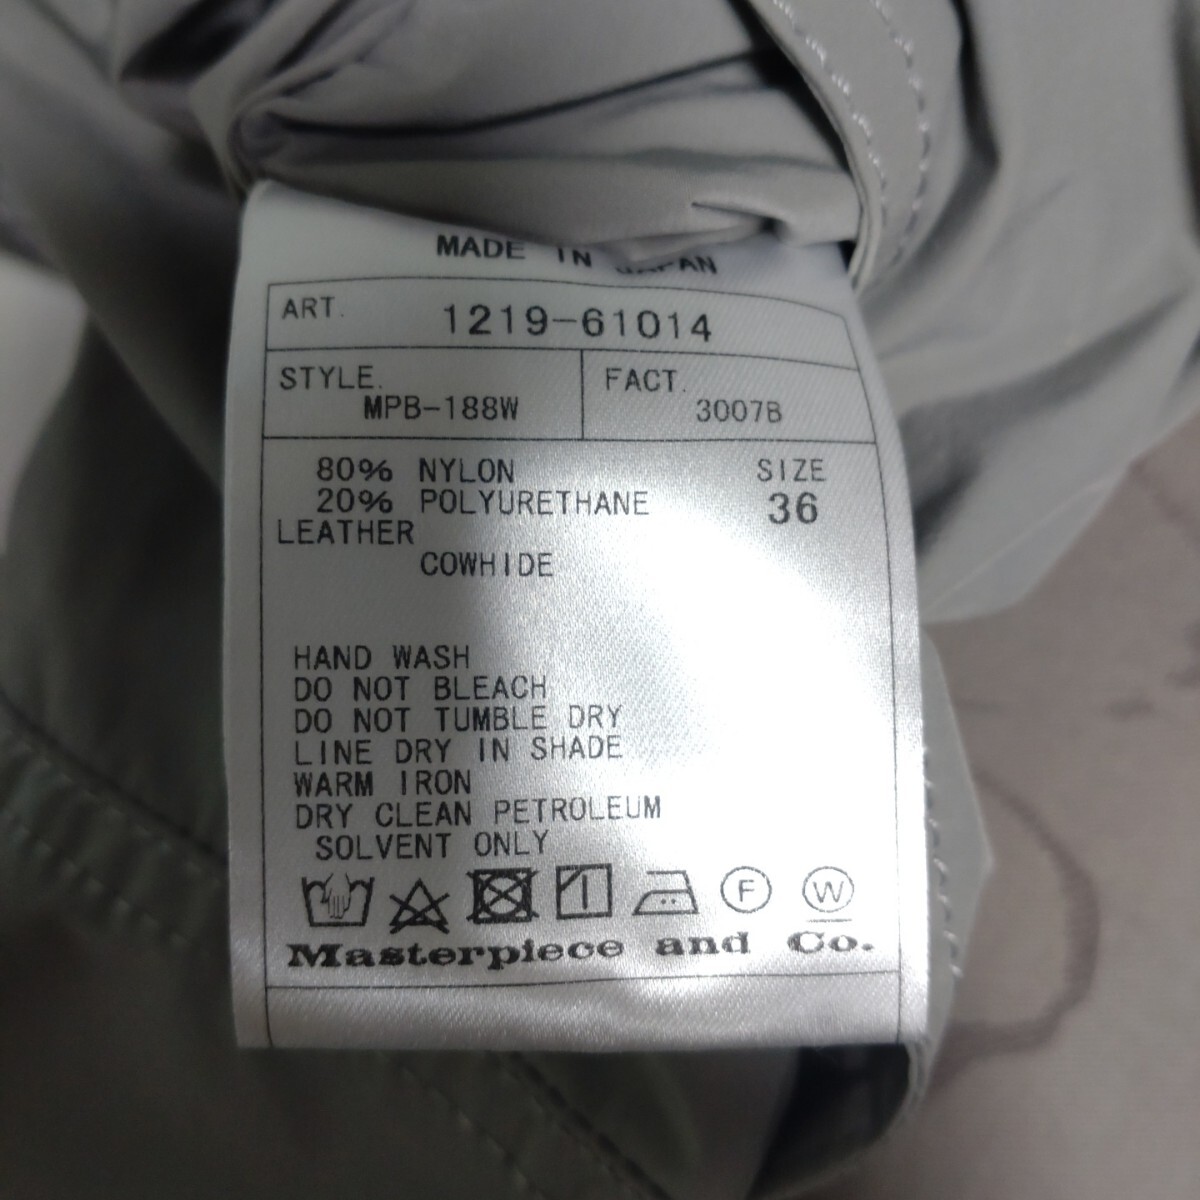 MADE IN JAPAN
ART. 1219-61014
STYLE. FACT.
MPB-188W 3007B
80% NYLON SIZE
20% POLYURETHANE 36
LEATHER
COWHIDE
HAND WASH
DO NOT BLEACH
DO NOT TUMBLE DRY
LINE DRY IN SHADE
WARM IRON
DRY CLEAN PETROLEUM
SOLVENT ONLY
F W
Masterpiece and Co.